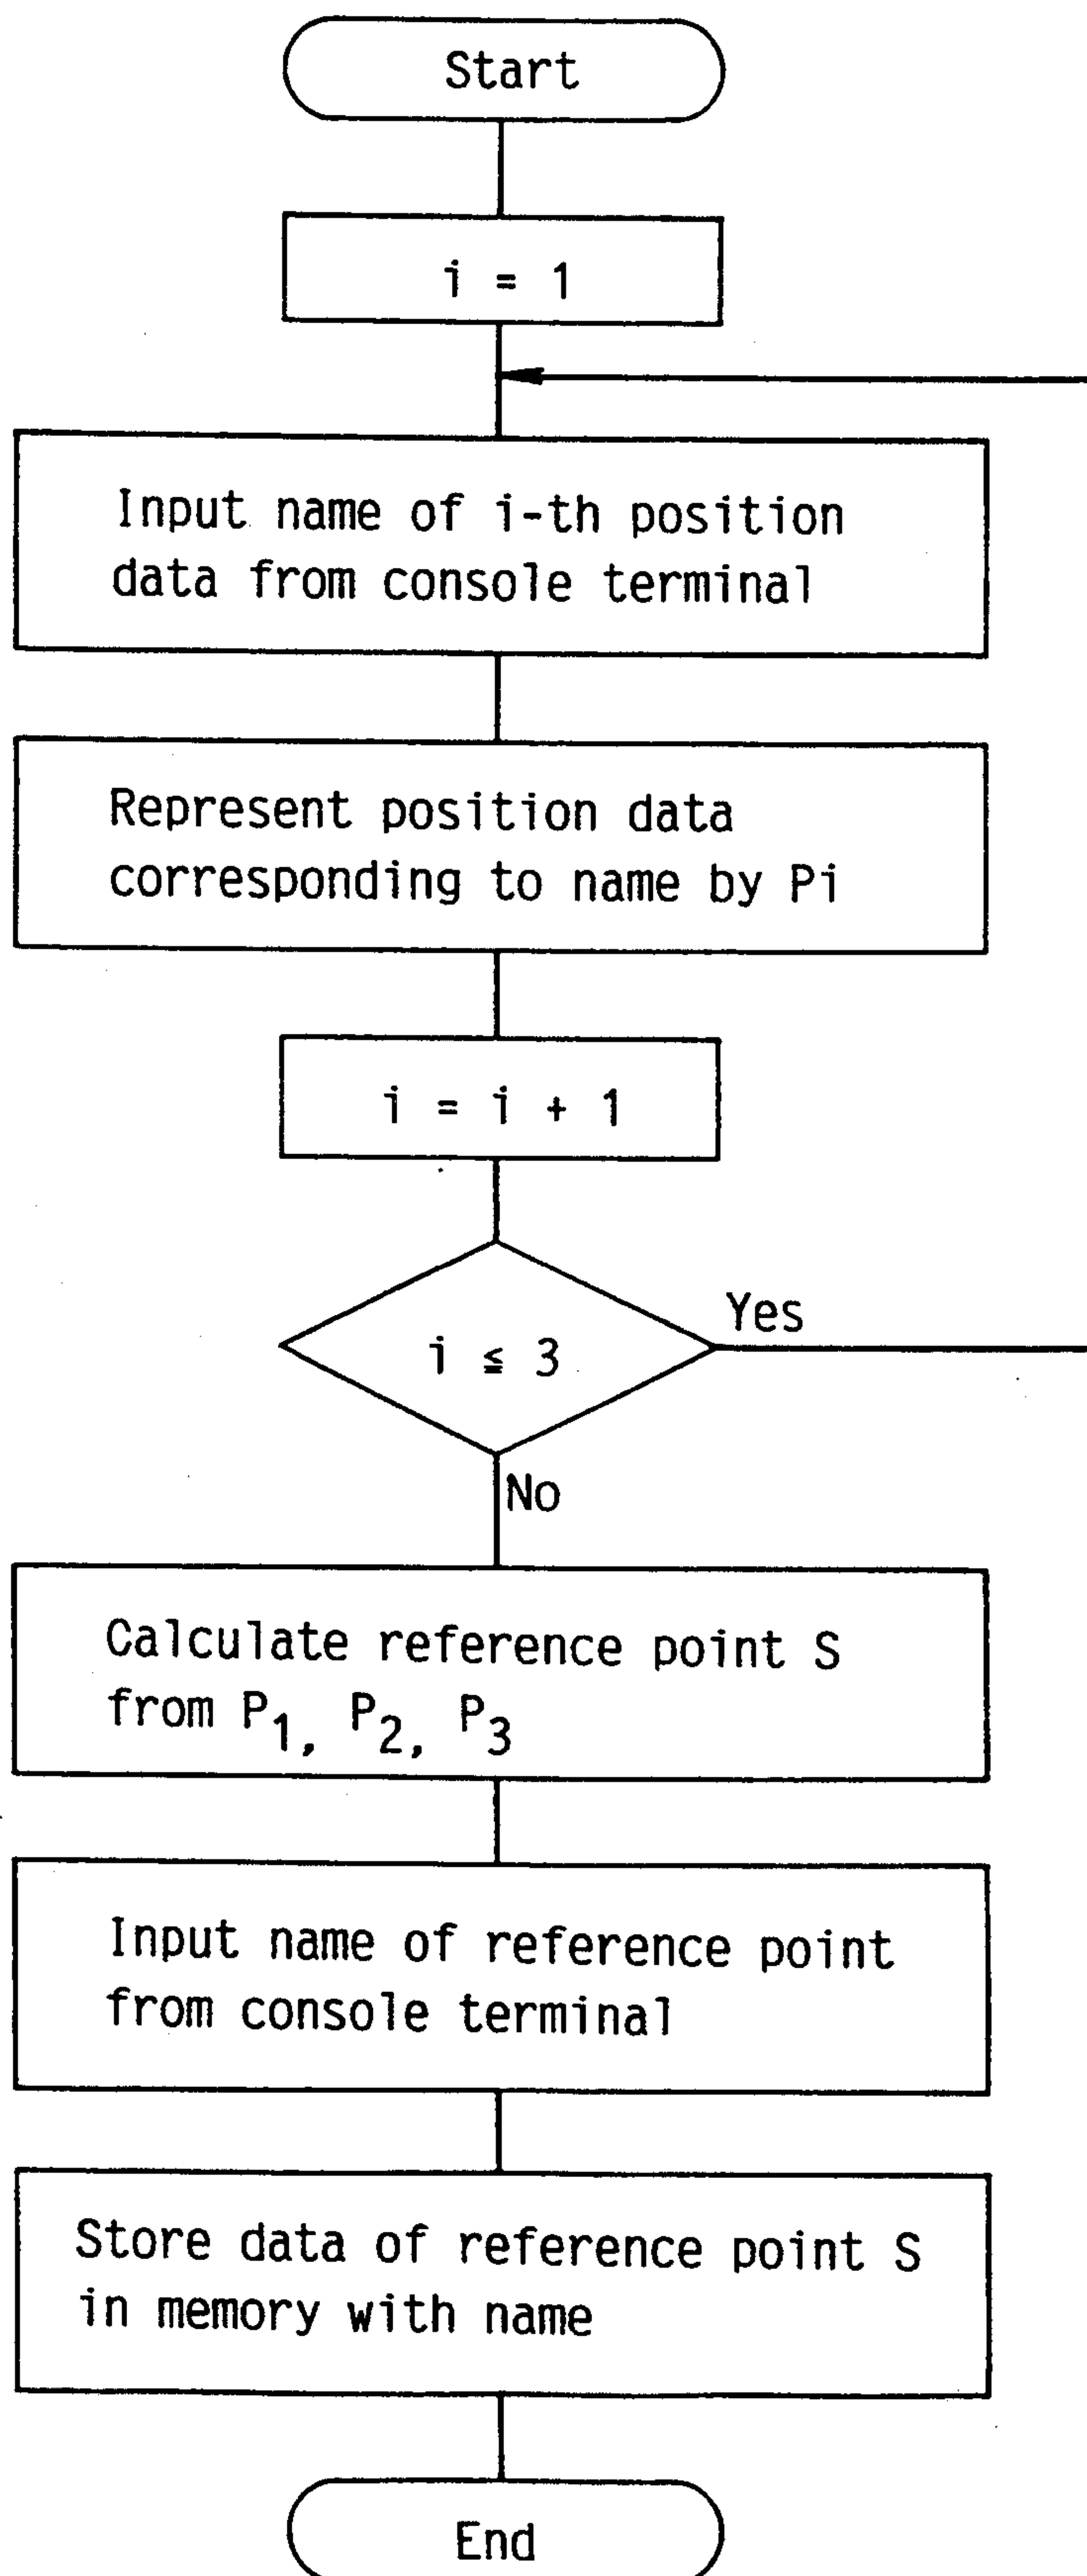 Start
i = 1
Input name of i-th position
data from console terminal
Represent position data
corresponding to name by Pi
i = i + 1
i ≦ 3
Yes
No
Calculate reference point S
from P₁, P₂, P₃
Input name of reference point
from console terminal
Store data of reference point S
in memory with name
End